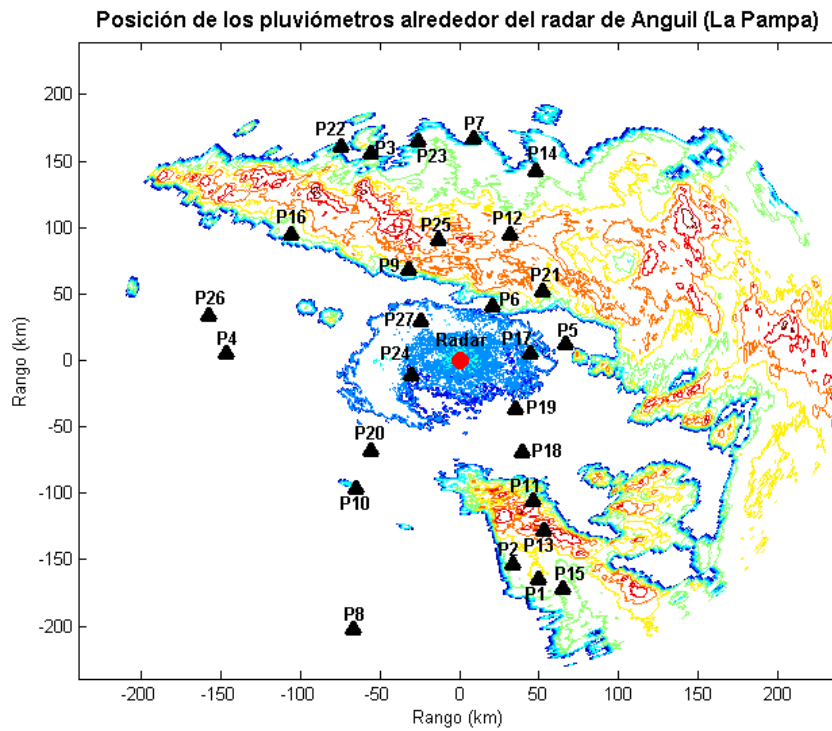 Posición de los pluviómetros alrededor del radar de Anguil (La Pampa)
200
150
100
50
0
-50
-100
-150
-200
Rango (km)
P22
P3
P23
P7
P14
P16
P25
P12
P9
P21
P26
P6
P27
P4
Radar
P17
P5
P24
P19
P20
P18
P10
P11
P13
P2
P1
P15
P8
-200
-150
-100
-50
0
50
100
150
200
Rango (km)